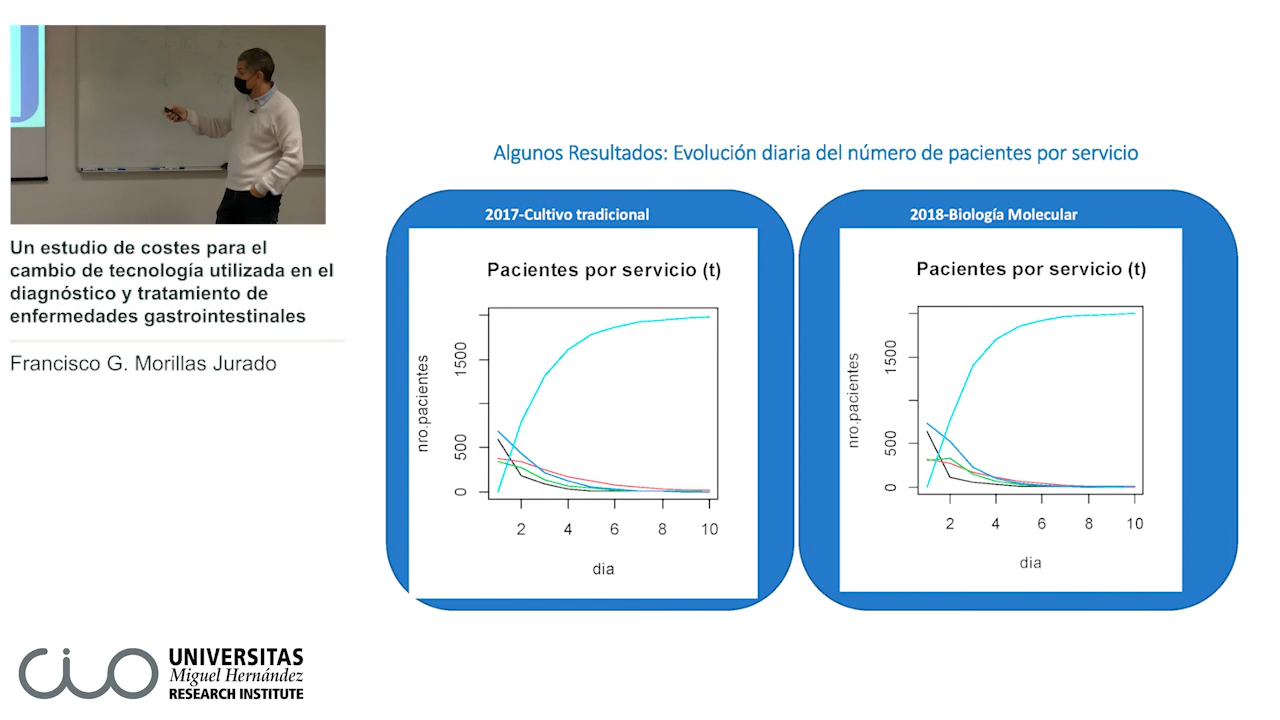 Algunos Resultados: Evolución diaria del número de pacientes por servicio
Un estudio de costes para el
cambio de tecnología utilizada en el
diagnóstico y tratamiento de
enfermedades gastrointestinales
Francisco G. Morillas Jurado
2017-Cultivo tradicional
Pacientes por servicio (t)
nro.pacientes
1500
500
0
2 4 6 8 10
dia
2018-Biología Molecular
Pacientes por servicio (t)
nro.pacientes
1500
500
0
2 4 6 8 10
dia
CIO
UNIVERSITAS
Miguel Hernández
RESEARCH INSTITUTE